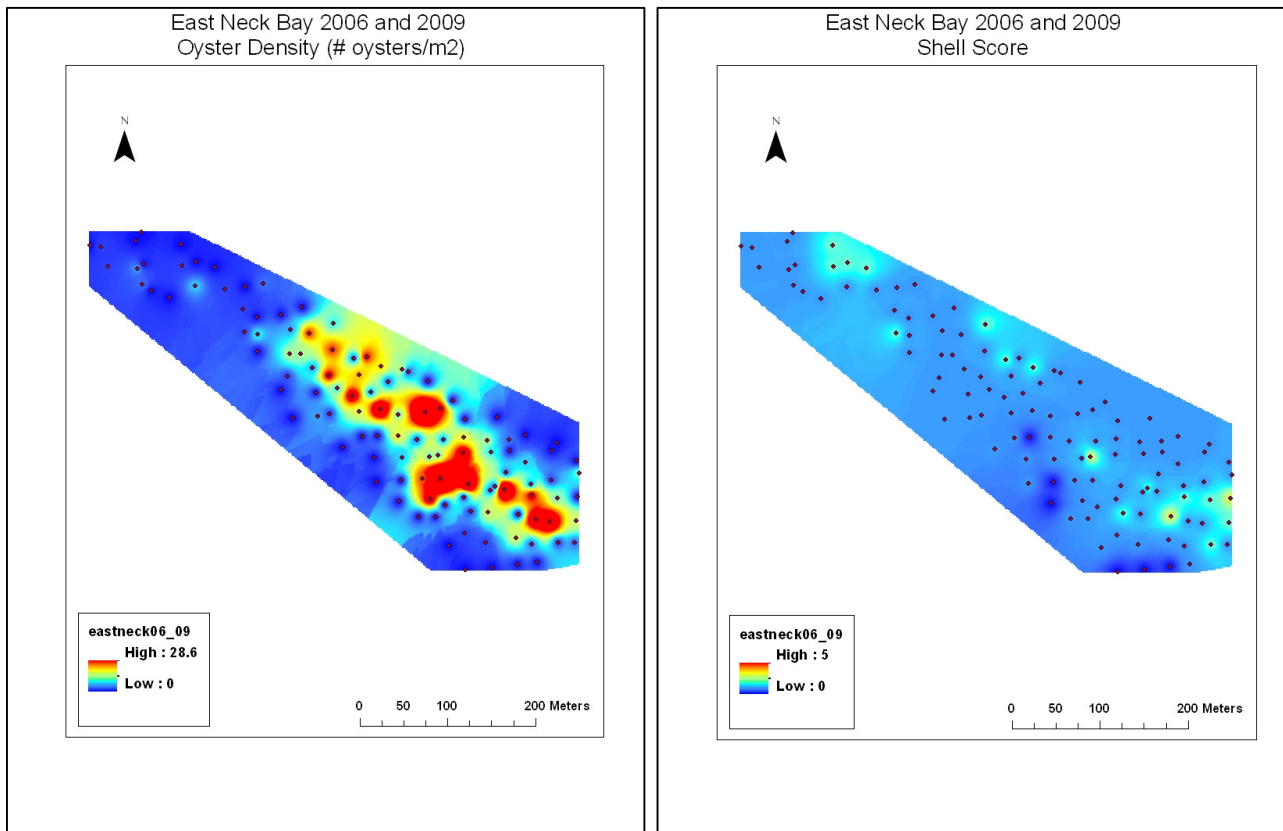 East Neck Bay 2006 and 2009
Oyster Density (# oysters/m2)
N
eastneck06_09
High : 28.6
Low : 0
0 50 100 200 Meters
East Neck Bay 2006 and 2009
Shell Score
N
eastneck06_09
High : 5
Low : 0
0 50 100 200 Meters